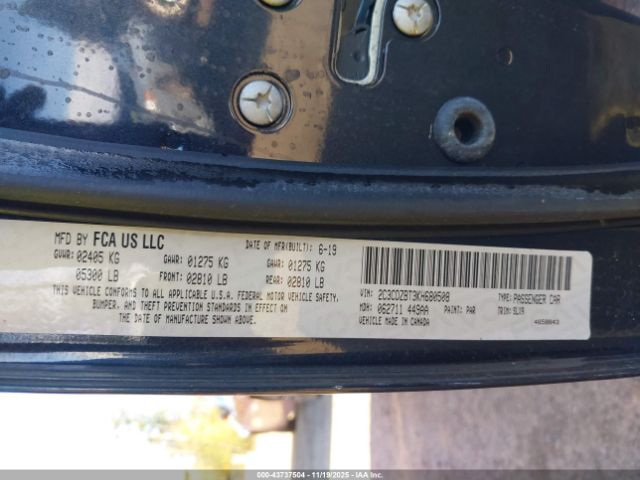 MFD BY FCA US LLC
DATE OF MFR(BUILT): 6-19
GVWR: 02405 KG
GAWR: 01275 KG
GAWR: 01275 KG
05300 LB
FRONT: 02810 LB
REAR: 02810 LB
THIS VEHICLE CONFORMS TO ALL APPLICABLE U.S.A. FEDERAL MOTOR VEHICLE SAFETY,
BUMPER, AND THEFT PREVENTION STANDARDS IN EFFECT ON
THE DATE OF MANUFACTURE SHOWN ABOVE.
VIN: 2C3CDZBT3KH680508
TYPE: PASSENGER CAR
MDH: 062711 449AA
PAINT: PAR
TRIM: SLX9
VEHICLE MADE IN CANADA
000-43737504 - 11/19/2025 - IAA Inc.